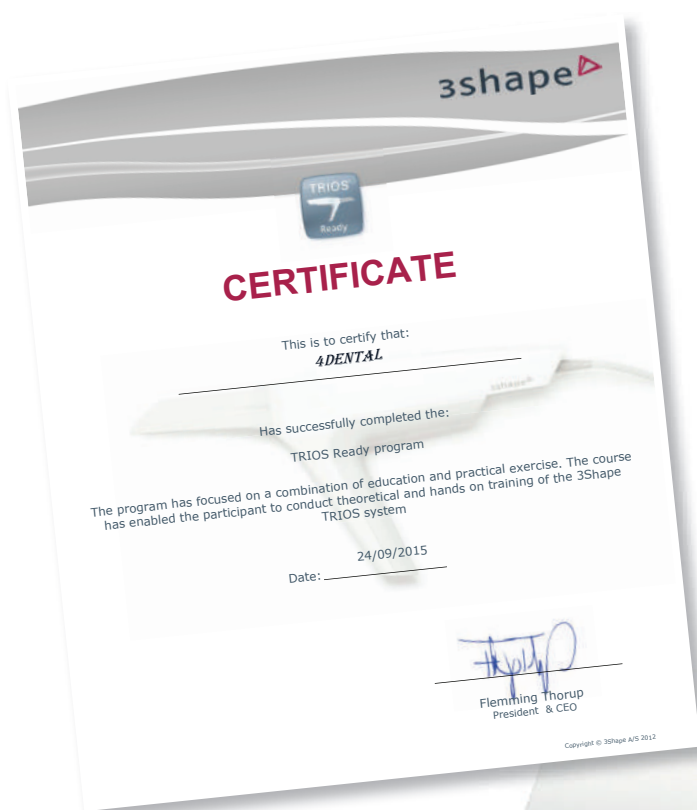 3shape
TRIOS
Ready
CERTIFICATE
This is to certify that:
4DENTAL
3shape
Has successfully completed the:
TRIOS Ready program
The program has focused on a combination of education and practical exercise. The course
has enabled the participant to conduct theoretical and hands on training of the 3Shape
TRIOS system
24/09/2015
Date:
Flemming Thorup
President & CEO
Copyright © 3Shape A/S 2012